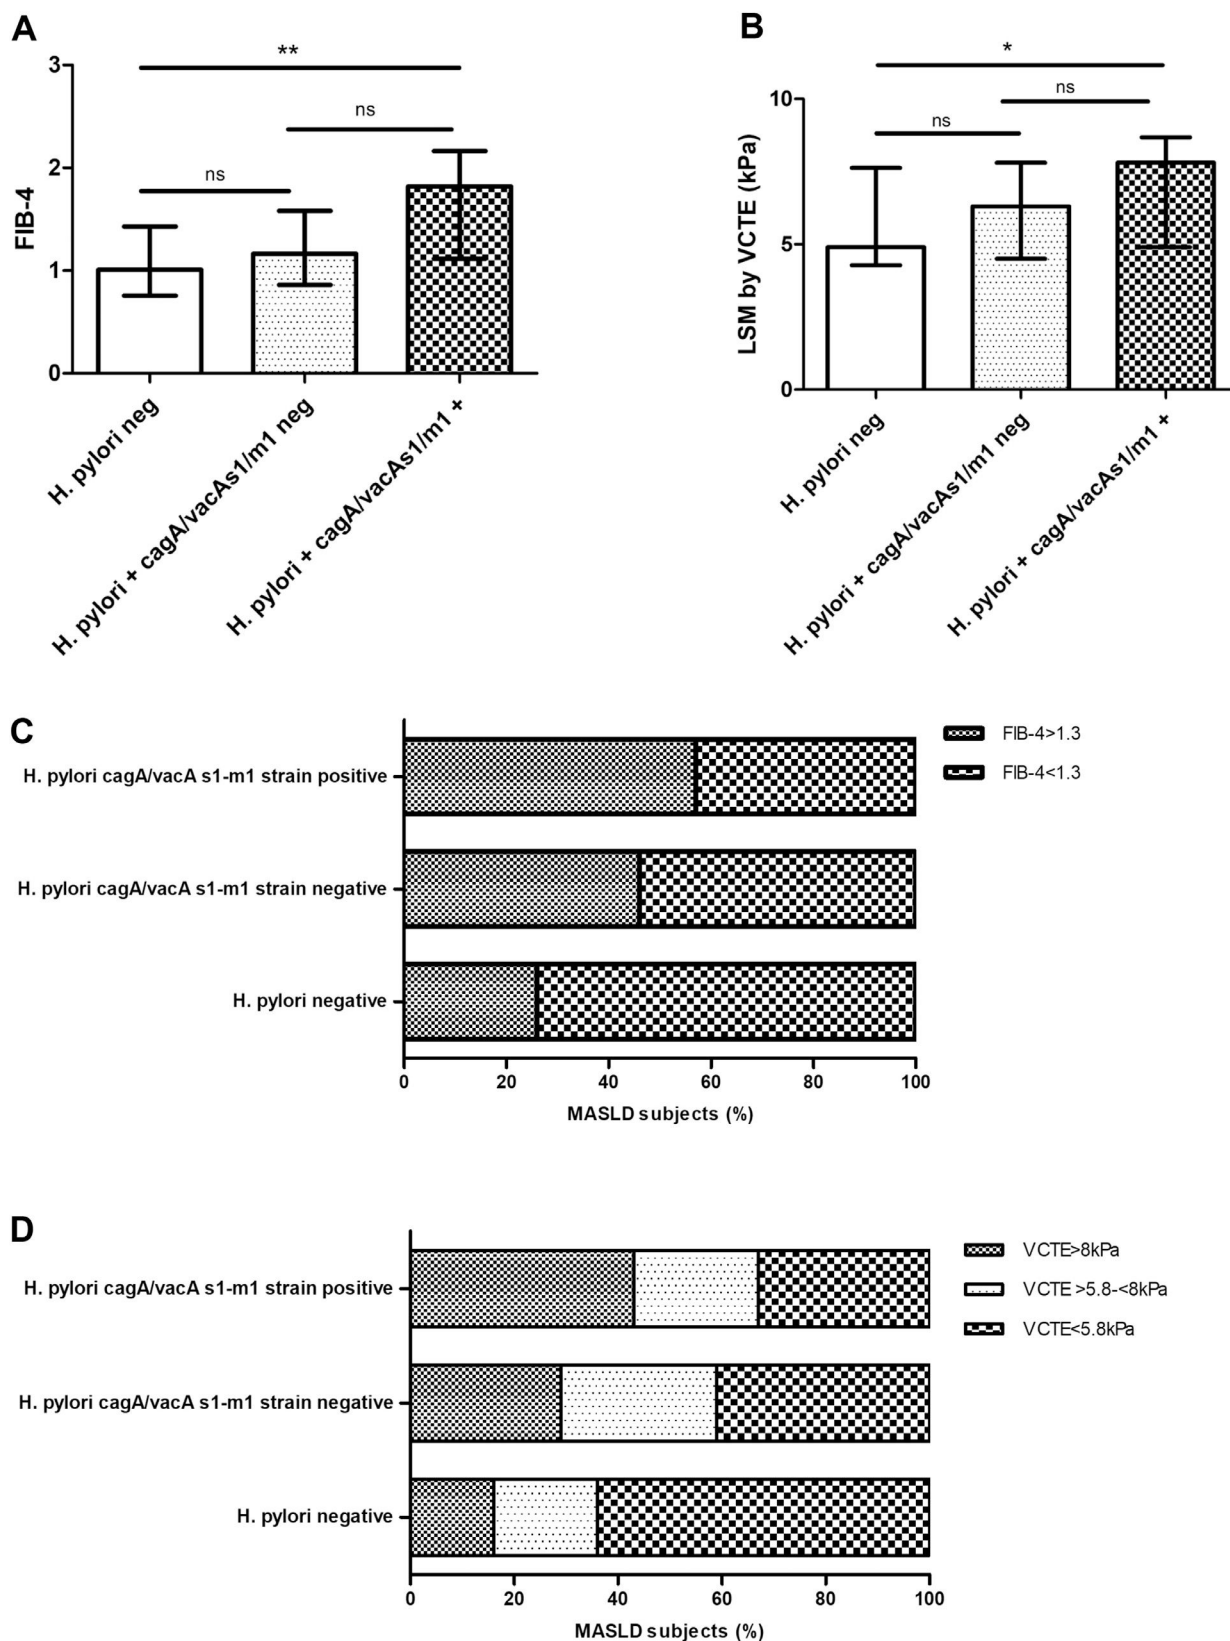 A
**
3
ns
2
ns
FIB-4
1
0
H. pylori neg
H. pylori + cagA/vacAs1/m1 neg
H. pylori + cagA/vacAs1/m1 +
B
*
ns
10
ns
LSM by VCTE (kPa)
5
0
H. pylori neg
H. pylori + cagA/vacAs1/m1 neg
H. pylori + cagA/vacAs1/m1 +
C
FIB-4>1.3
FIB-4<1.3
H. pylori cagA/vacA s1-m1 strain positive
H. pylori cagA/vacA s1-m1 strain negative
H. pylori negative
0 20 40 60 80 100
MASLD subjects (%)
D
VCTE>8kPa
VCTE >5.8-<8kPa
VCTE<5.8kPa
H. pylori cagA/vacA s1-m1 strain positive
H. pylori cagA/vacA s1-m1 strain negative
H. pylori negative
0 20 40 60 80 100
MASLD subjects (%)